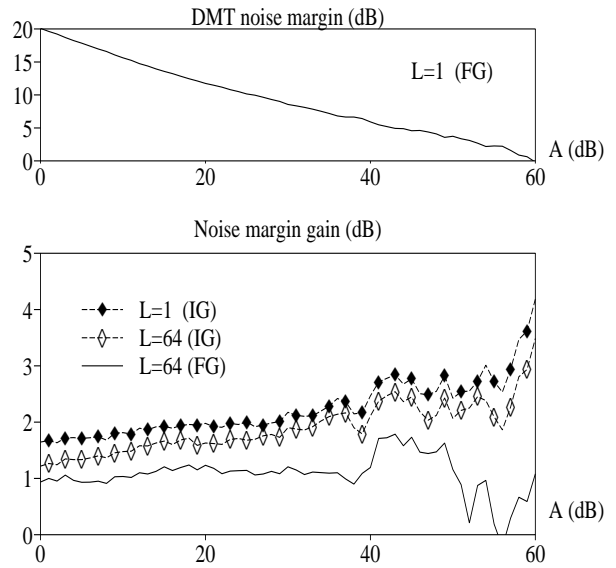 DMT noise margin (dB)
20
15
10
5
0
L=1 (FG)
A (dB)
0 20 40 60
Noise margin gain (dB)
5
4
3
2
1
0
L=1 (IG)
L=64 (IG)
L=64 (FG)
A (dB)
0 20 40 60